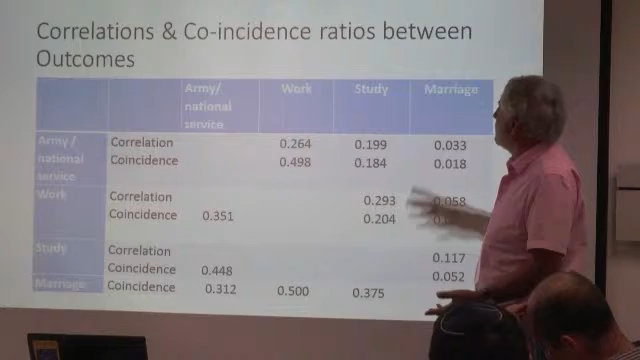 Correlations & Co-incidence ratios between
Outcomes
Army/ national service Work Study Marriage
Army / national service Correlation 0.264 0.199 0.033
Coincidence 0.498 0.184 0.018
Work Correlation 0.293 0.058
Coincidence 0.351 0.204
Study Correlation 0.117
Coincidence 0.448 0.052
Marriage Coincidence 0.312 0.500 0.375